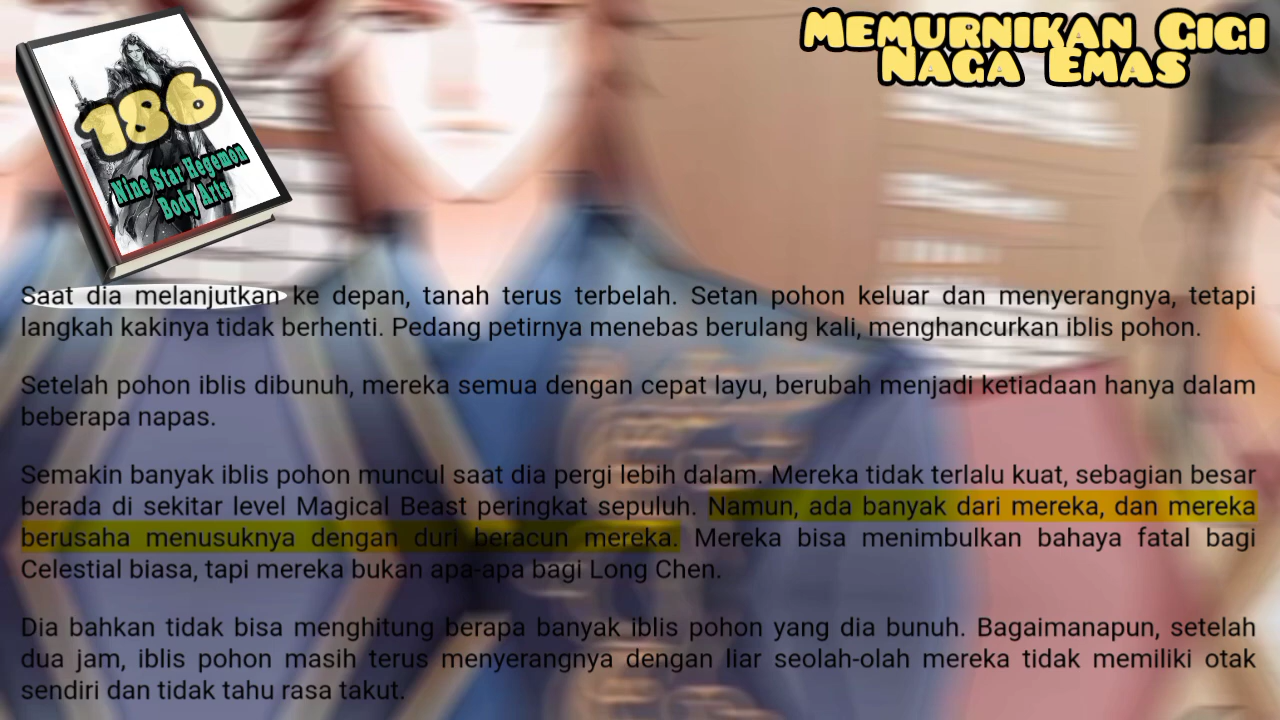 186
Nine Star Hegemon
Body Arts
Memurnikan Gigi
Naga Emas
Saat dia melanjutkan ke depan, tanah terus terbelah. Setan pohon keluar dan menyerangnya, tetapi
langkah kakinya tidak berhenti. Pedang petirnya menebas berulang kali, menghancurkan iblis pohon.
Setelah pohon iblis dibunuh, mereka semua dengan cepat layu, berubah menjadi ketiadaan hanya dalam
beberapa napas.
Semakin banyak iblis pohon muncul saat dia pergi lebih dalam. Mereka tidak terlalu kuat, sebagian besar
berada di sekitar level Magical Beast peringkat sepuluh. Namun, ada banyak dari mereka, dan mereka
berusaha menusuknya dengan duri beracun mereka. Mereka bisa menimbulkan bahaya fatal bagi
Celestial biasa, tapi mereka bukan apa-apa bagi Long Chen.
Dia bahkan tidak bisa menghitung berapa banyak iblis pohon yang dia bunuh. Bagaimanapun, setelah
dua jam, iblis pohon masih terus menyerangnya dengan liar seolah-olah mereka tidak memiliki otak
sendiri dan tidak tahu rasa takut.